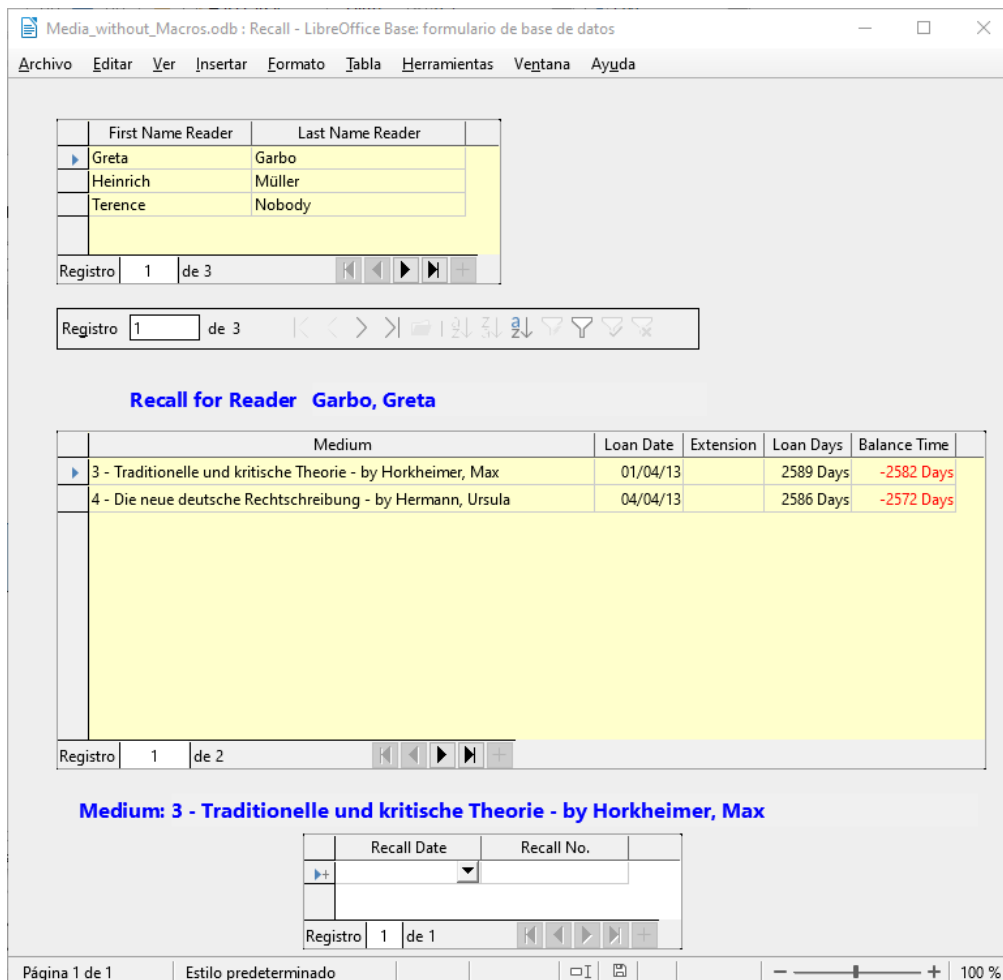 Media_without_Macros.odb : Recall - LibreOffice Base: formulario de base de datos
Archivo Editar Ver Insertar Formato Tabla Herramientas Ventana Ayuda
First Name Reader Last Name Reader
Greta Garbo
Heinrich Müller
Terence Nobody
Registro 1 de 3
Registro 1 de 3
Recall for Reader Garbo, Greta
Medium Loan Date Extension Loan Days Balance Time
3 - Traditionelle und kritische Theorie - by Horkheimer, Max 01/04/13 2589 Days -2582 Days
4 - Die neue deutsche Rechtschreibung - by Hermann, Ursula 04/04/13 2586 Days -2572 Days
Registro 1 de 2
Medium: 3 - Traditionelle und kritische Theorie - by Horkheimer, Max
Recall Date Recall No.
Registro 1 de 1
Página 1 de 1 Estilo predeterminado 100 %